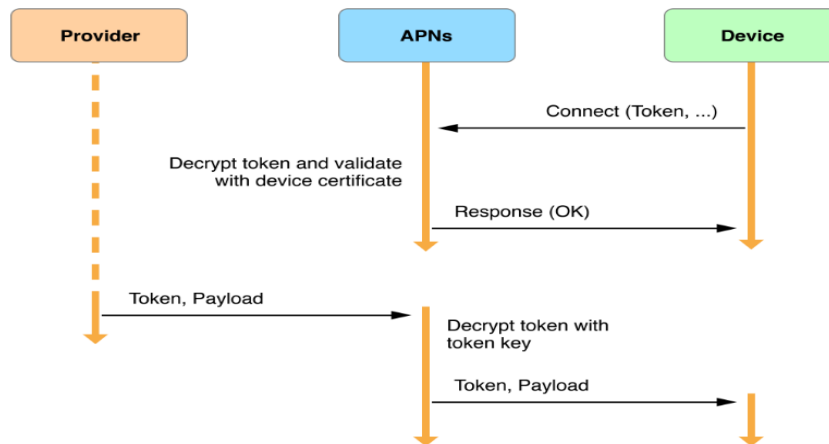 Provider
APNs
Device
Connect (Token, ...)
Decrypt token and validate
with device certificate
Response (OK)
Token, Payload
Decrypt token with
token key
Token, Payload